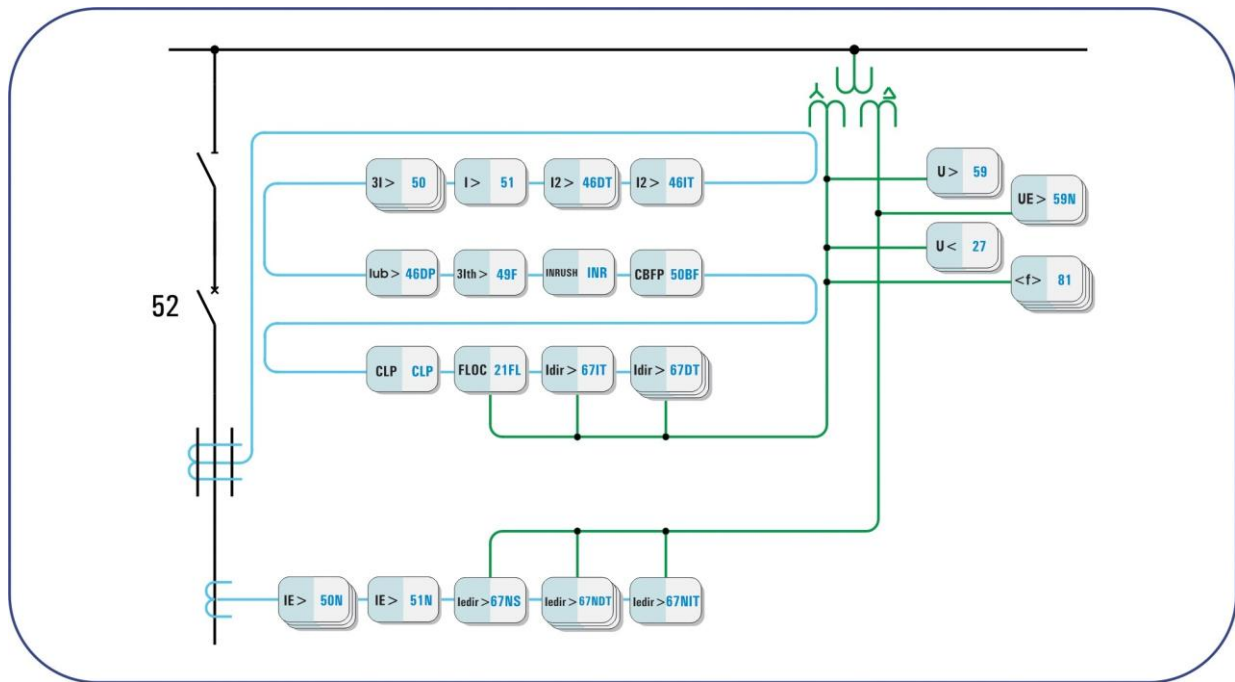 3I> 50
I> 51
I2> 46DT
I2> 46IT
U> 59
UE> 59N
Iub> 46DP
3Ith> 49F
INRUSH INR
CBFP 50BF
U< 27
<f> 81
52
CLP CLP
FLOC 21FL
Idir> 67IT
Idir> 67DT
IE> 50N
IE> 51N
Iedir> 67NS
Iedir> 67NDT
Iedir> 67NIT